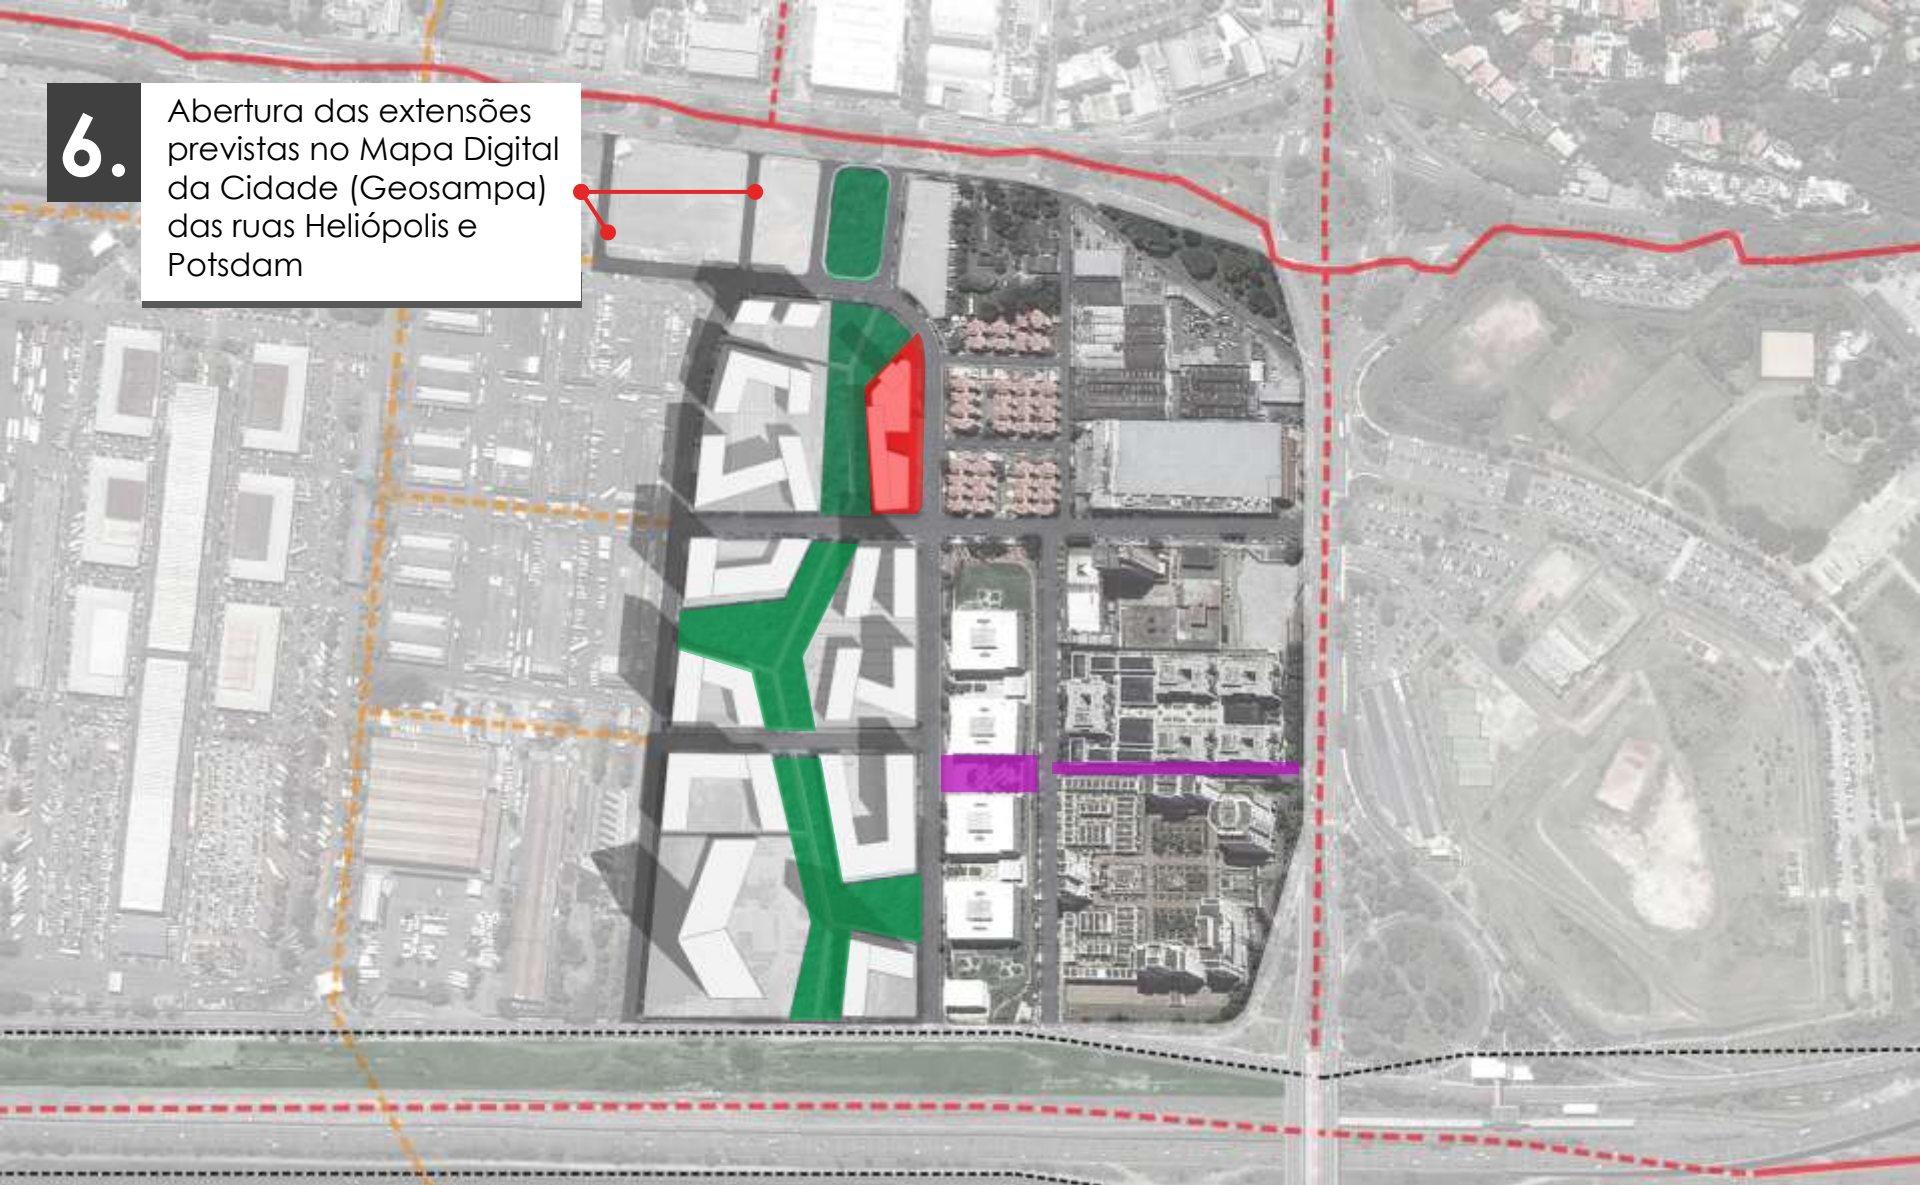 6.
Abertura das extensões
previstas no Mapa Digital
da Cidade (Geosampa)
das ruas Heliópolis e
Potsdam